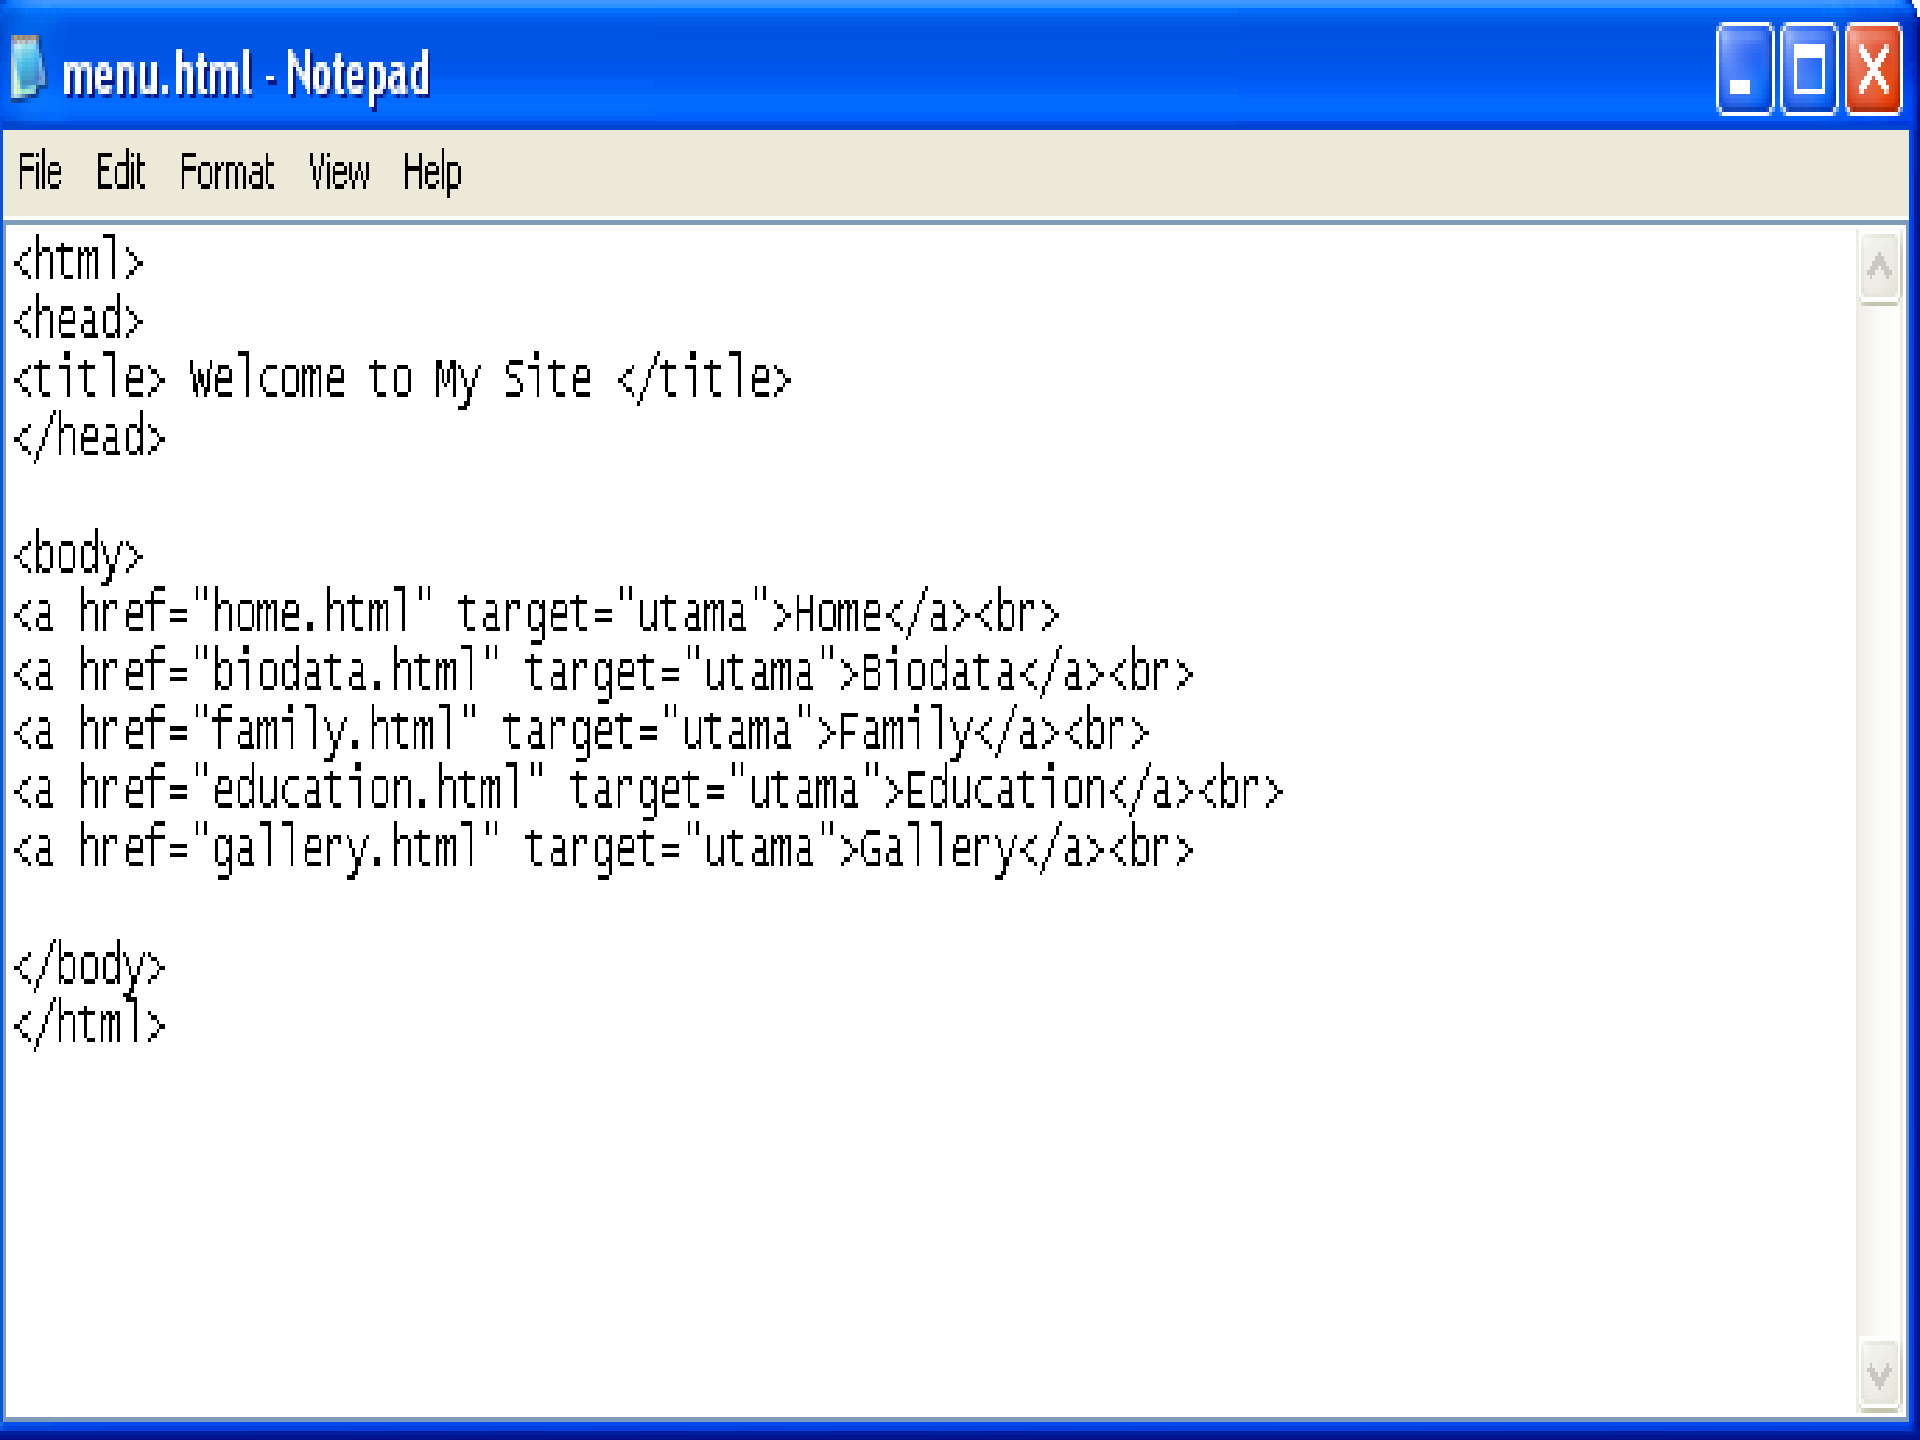 menu.html - Notepad
File Edit Format View Help
<html>
<head>
<title> Welcome to My Site </title>
</head>
<body>
<a href="home.html" target="utama">Home</a><br>
<a href="biodata.html" target="utama">Biodata</a><br>
<a href="family.html" target="utama">Family</a><br>
<a href="education.html" target="utama">Education</a><br>
<a href="gallery.html" target="utama">Gallery</a><br>
</body>
</html>